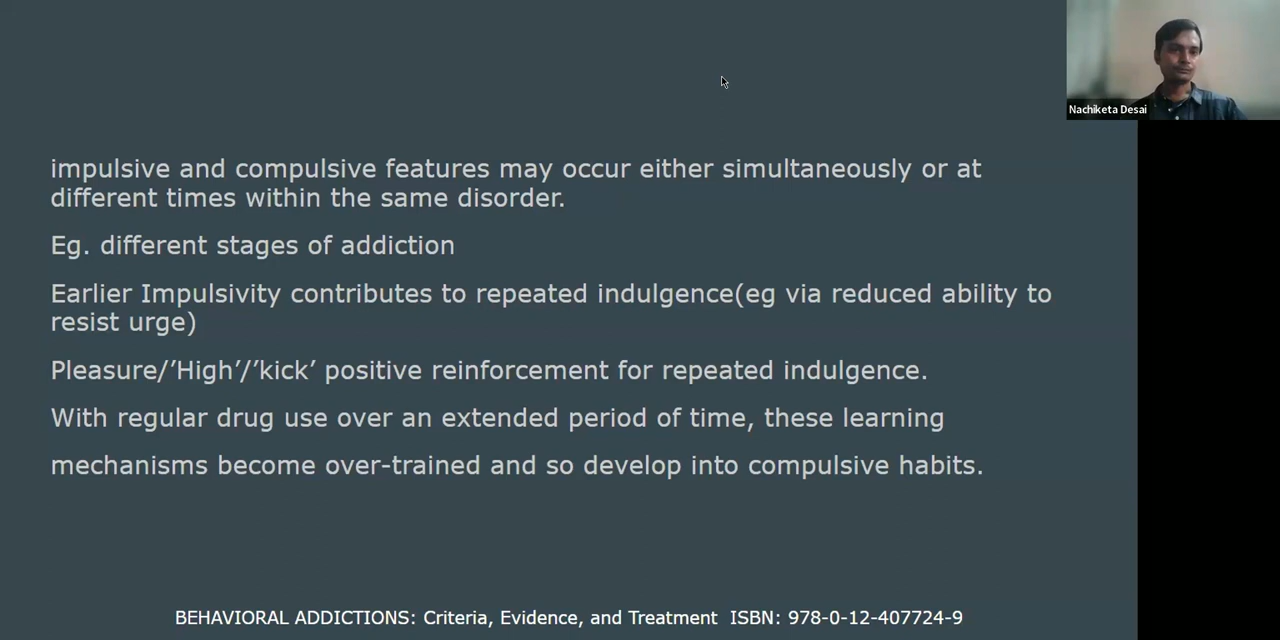 Nachiketa Desai
impulsive and compulsive features may occur either simultaneously or at
different times within the same disorder.
Eg. different stages of addiction
Earlier Impulsivity contributes to repeated indulgence(eg via reduced ability to
resist urge)
Pleasure/’High’/’kick’ positive reinforcement for repeated indulgence.
With regular drug use over an extended period of time, these learning
mechanisms become over-trained and so develop into compulsive habits.
BEHAVIORAL ADDICTIONS: Criteria, Evidence, and Treatment  ISBN: 978-0-12-407724-9